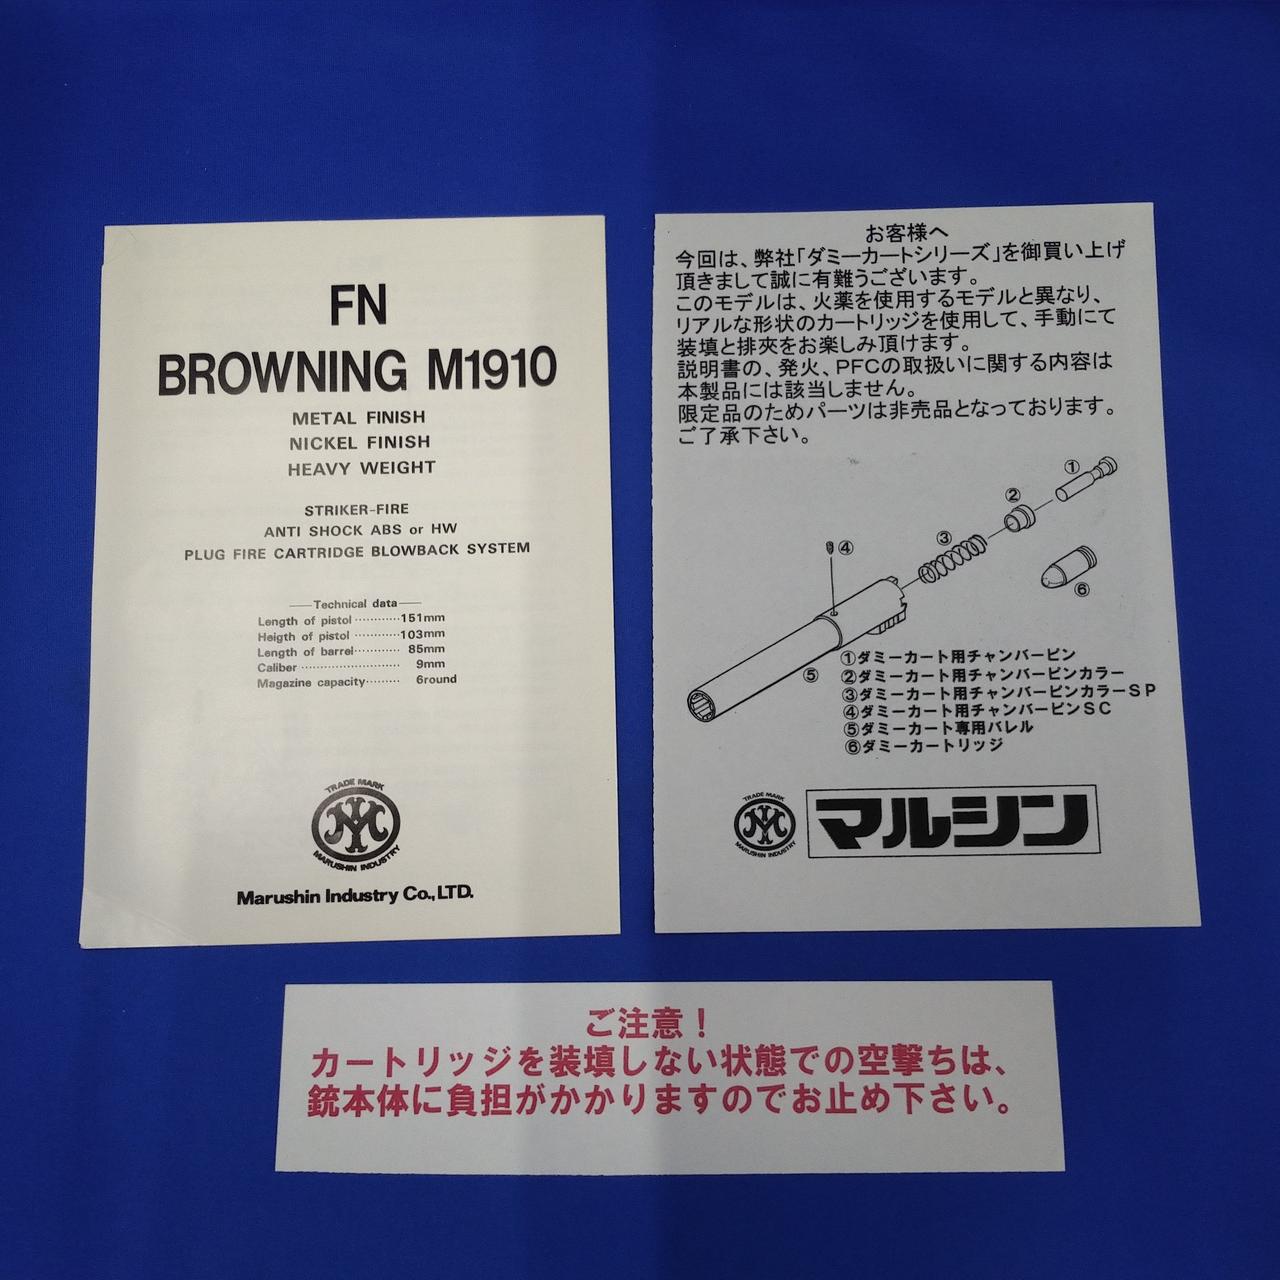 FN
BROWNING M1910
METAL FINISH
NICKEL FINISH
HEAVY WEIGHT
STRIKER-FIRE
ANTI SHOCK ABS or HW
PLUG FIRE CARTRIDGE BLOWBACK SYSTEM
Technical data
Length of pistol ··········· 151mm
Heigth of pistol ··········· 103mm
Length of barrel ··········· 85mm
Caliber ························ 9mm
Magazine capacity ········ 6round
TRADE MARK
MARUSHIN INDUSTRY
Marushin Industry Co., LTD.
お客様へ
今回は、弊社「ダミーカートシリーズ」を御買い上げ
頂きまして誠に有難うございます。
このモデルは、火薬を使用するモデルと異なり、
リアルな形状のカートリッジを使用して、手動にて
装填と排夾をお楽しみ頂けます。
説明書の、発火、PFCの取扱いに関する内容は
本製品には該当しません。
限定品のためパーツは非売品となっております。
ご了承下さい。
①
②
③
④
⑥
⑤
①ダミーカート用チャンバーピン
②ダミーカート用チャンバーピンカラー
③ダミーカート用チャンバーピンカラーSP
④ダミーカート用チャンバーピンSC
⑤ダミーカート専用バレル
⑥ダミーカートリッジ
TRADE MARK
MARUSHIN INDUSTRY
マルシン
ご注意！
カートリッジを装填しない状態での空撃ちは、
銃本体に負担がかかりますのでお止め下さい。